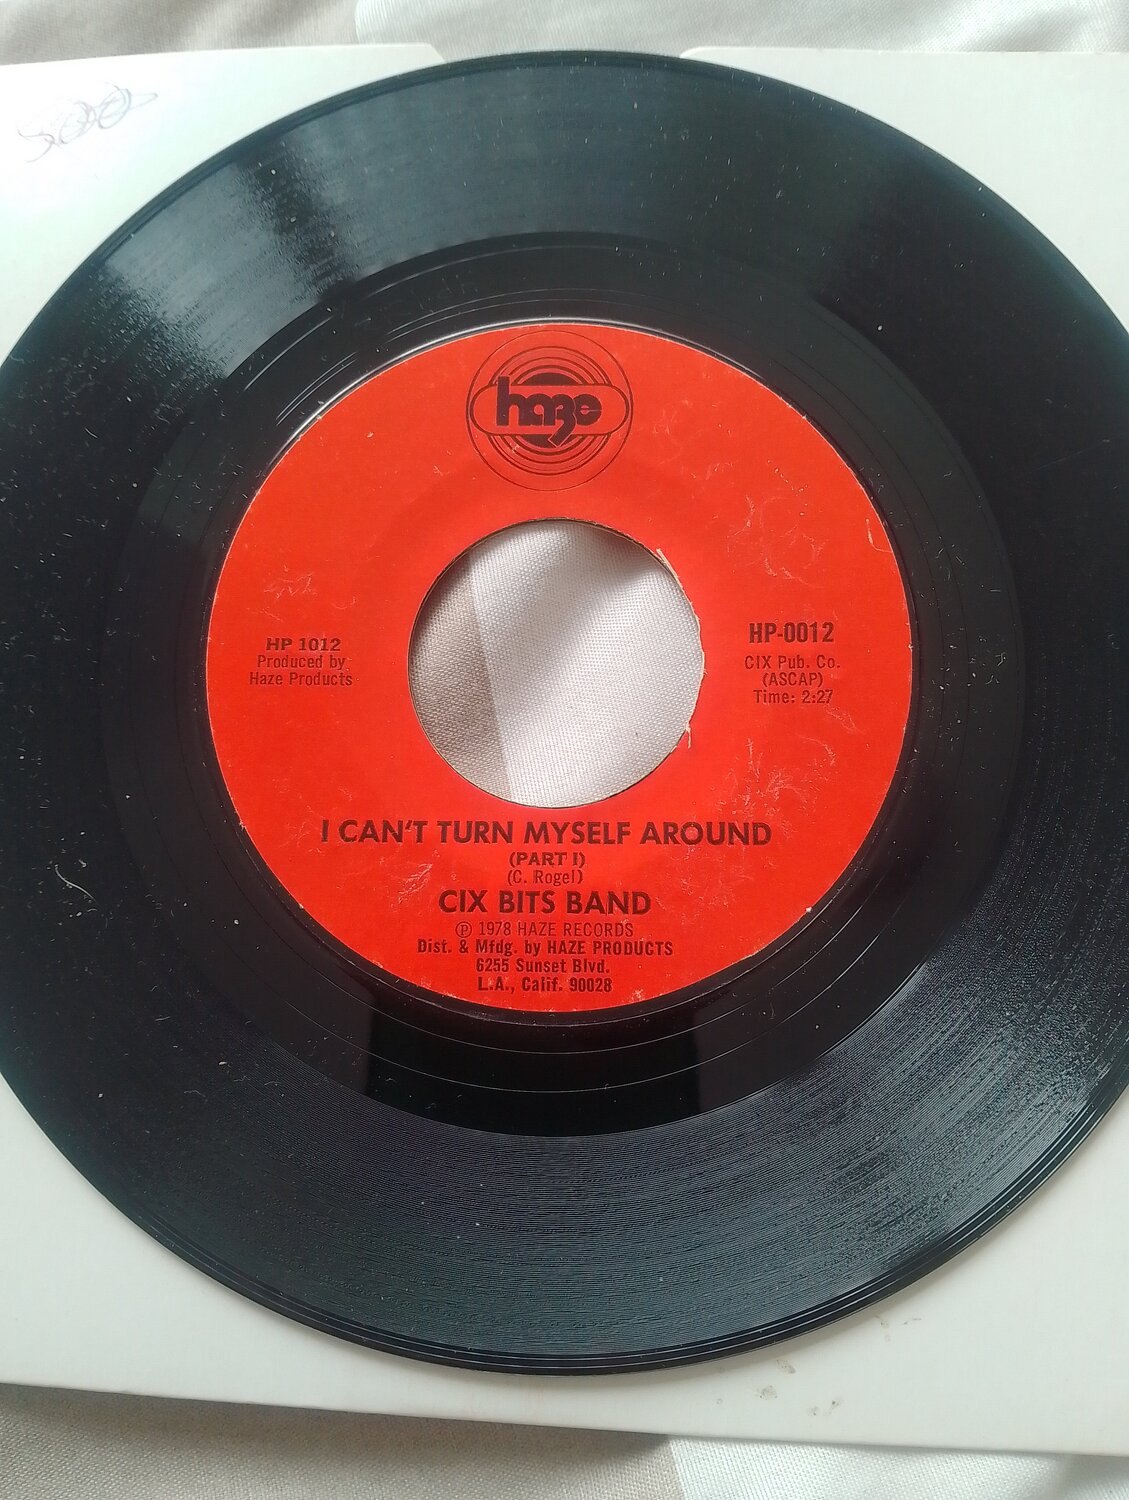 haze
HP 1012
Produced by
Haze Products
HP-0012
CIX Pub. Co.
(ASCAP)
Time: 2:27
I CAN'T TURN MYSELF AROUND
(PART I)
(C. Rogel)
CIX BITS BAND
℗ 1978 HAZE RECORDS
Dist. & Mfdg. by HAZE PRODUCTS
6255 Sunset Blvd.
L.A., Calif. 90028